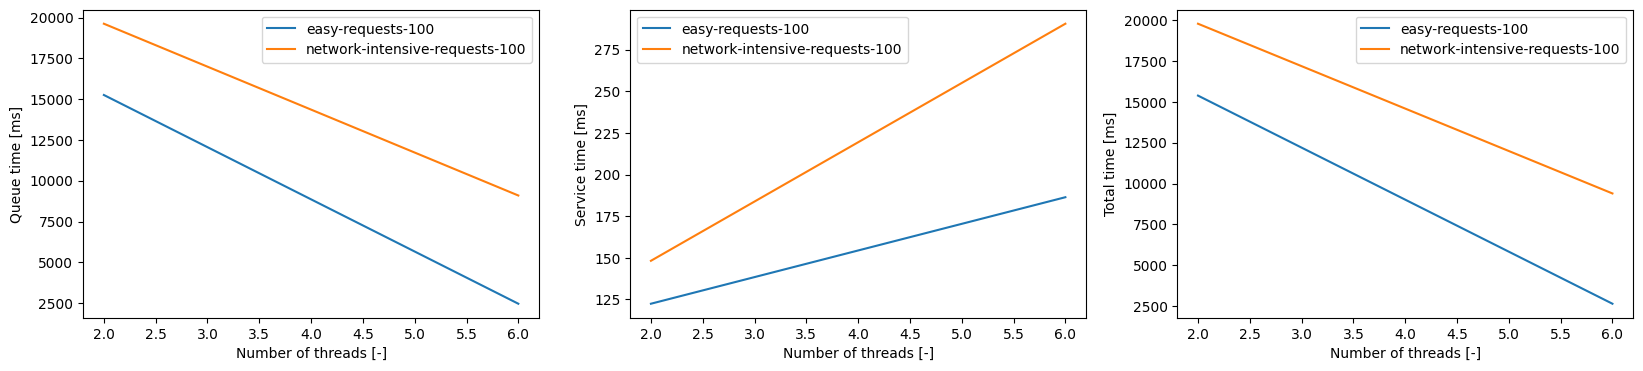 20000
17500
15000
12500
10000
7500
5000
2500
Queue time [ms]
easy-requests-100
network-intensive-requests-100
2.0 2.5 3.0 3.5 4.0 4.5 5.0 5.5 6.0
Number of threads [-]
275
250
225
200
175
150
125
Service time [ms]
easy-requests-100
network-intensive-requests-100
2.0 2.5 3.0 3.5 4.0 4.5 5.0 5.5 6.0
Number of threads [-]
20000
17500
15000
12500
10000
7500
5000
2500
Total time [ms]
easy-requests-100
network-intensive-requests-100
2.0 2.5 3.0 3.5 4.0 4.5 5.0 5.5 6.0
Number of threads [-]